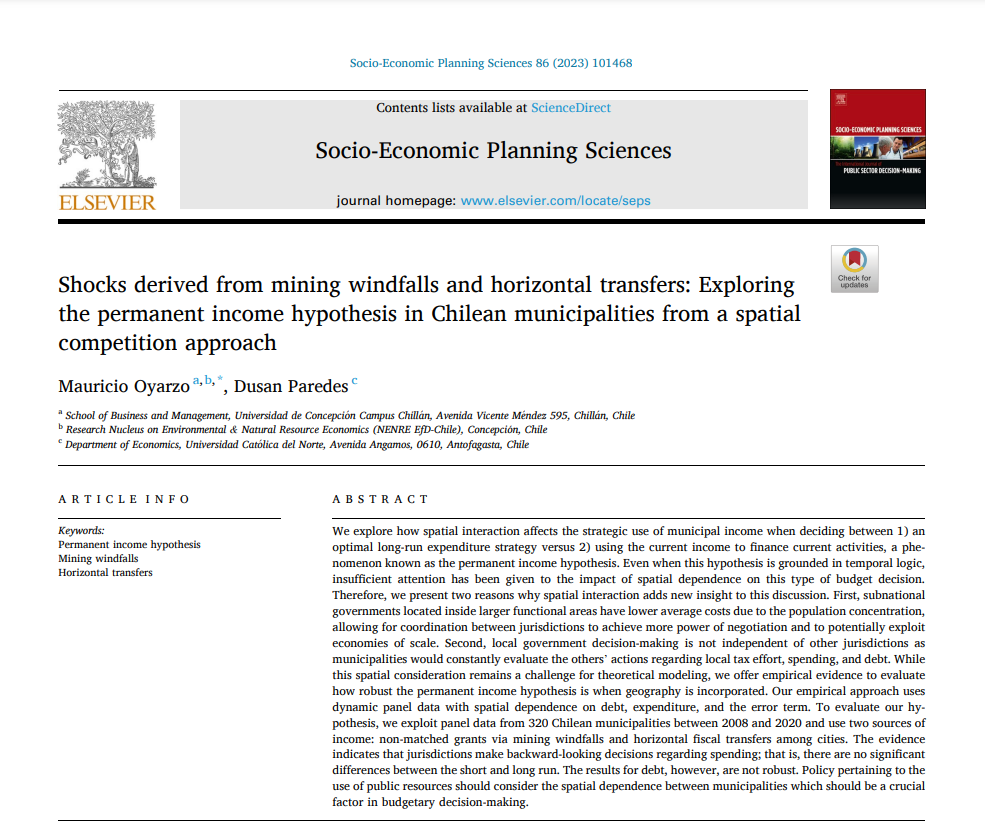 Socio-Economic Planning Sciences 86 (2023) 101468
Contents lists available at ScienceDirect
Socio-Economic Planning Sciences
journal homepage: www.elsevier.com/locate/seps
ELSEVIER
SOCIO-ECONOMIC PLANNING SCIENCES
PUBLIC SECTOR DECISION-MAKING
Check for
updates
Shocks derived from mining windfalls and horizontal transfers: Exploring
the permanent income hypothesis in Chilean municipalities from a spatial
competition approach
Mauricio Oyarzo a,b,*, Dusan Paredes c
a School of Business and Management, Universidad de Concepción Campus Chillán, Avenida Vicente Méndez 595, Chillán, Chile
b Research Nucleus on Environmental & Natural Resource Economics (NENRE EfD-Chile), Concepción, Chile
c Department of Economics, Universidad Católica del Norte, Avenida Angamos, 0610, Antofagasta, Chile
ARTICLE INFO
Keywords:
Permanent income hypothesis
Mining windfalls
Horizontal transfers
ABSTRACT
We explore how spatial interaction affects the strategic use of municipal income when deciding between 1) an
optimal long-run expenditure strategy versus 2) using the current income to finance current activities, a phe-
nomenon known as the permanent income hypothesis. Even when this hypothesis is grounded in temporal logic,
insufficient attention has been given to the impact of spatial dependence on this type of budget decision.
Therefore, we present two reasons why spatial interaction adds new insight to this discussion. First, subnational
governments located inside larger functional areas have lower average costs due to the population concentration,
allowing for coordination between jurisdictions to achieve more power of negotiation and to potentially exploit
economies of scale. Second, local government decision-making is not independent of other jurisdictions as
municipalities would constantly evaluate the others' actions regarding local tax effort, spending, and debt. While
this spatial consideration remains a challenge for theoretical modeling, we offer empirical evidence to evaluate
how robust the permanent income hypothesis is when geography is incorporated. Our empirical approach uses
dynamic panel data with spatial dependence on debt, expenditure, and the error term. To evaluate our hy-
pothesis, we exploit panel data from 320 Chilean municipalities between 2008 and 2020 and use two sources of
income: non-matched grants via mining windfalls and horizontal fiscal transfers among cities. The evidence
indicates that jurisdictions make backward-looking decisions regarding spending; that is, there are no significant
differences between the short and long run. The results for debt, however, are not robust. Policy pertaining to the
use of public resources should consider the spatial dependence between municipalities which should be a crucial
factor in budgetary decision-making.